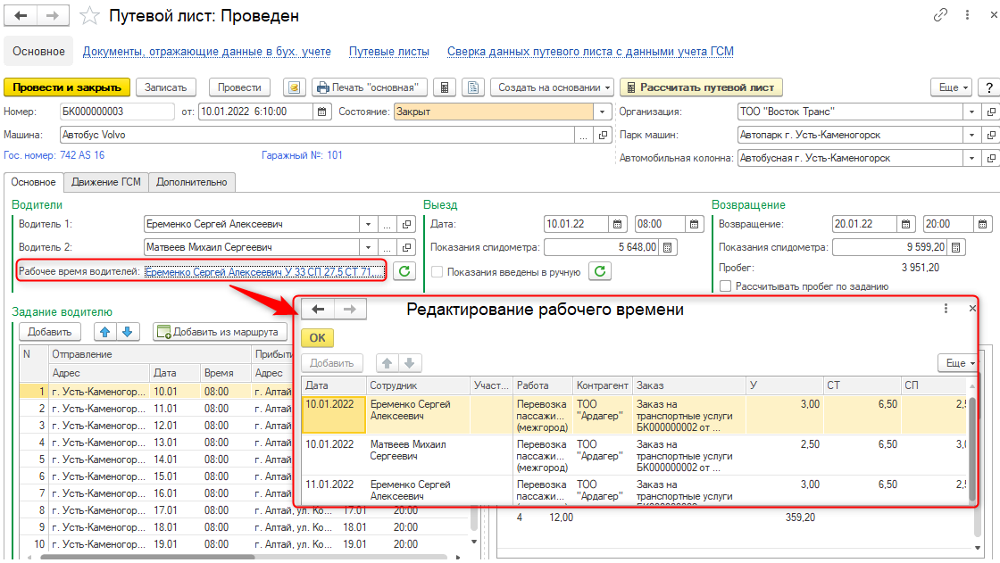 Путевой лист: Проведен
Основное Документы, отражающие данные в бух. учете Путевые листы Сверка данных путевого листа с данными учета ГСМ
Провести и закрыть Записать Провести Печать "основная" Создать на основании Рассчитать путевой лист Еще ?
Номер: БК000000003 от: 10.01.2022 6:10:00 Состояние: Закрыт Организация: ТОО "Восток Транс"
Машина: Автобус Volvo Парк машин: Автопарк г. Усть-Каменогорск
Гос. номер: 742 AS 16 Гаражный №: 101 Автомобильная колонна: Автобусная г. Усть-Каменогорск
Основное Движение ГСМ Дополнительно
Водители Выезд Возвращение
Водитель 1: Еременко Сергей Алексеевич Дата: 10.01.22 08:00 Возвращение: 20.01.22 20:00
Водитель 2: Матвеев Михаил Сергеевич Показания спидометра: 5 648,00 Показания спидометра: 9 599,20
Рабочее время водителей: Еременко Сергей Алексеевич У 33 СП 27,5 СТ 71,... Показания введены в ручную Пробег: 3 951,20
Рассчитывать пробег по заданию
Задание водителю
Добавить Добавить из маршрута
N Отправление Прибыти
Адрес Дата Время Адрес
1 г. Усть-Каменогор... 10.01 08:00 г. Алтай,
2 г. Усть-Каменогор... 11.01 08:00 г. Алтай,
3 г. Усть-Каменогор... 12.01 08:00 г. Алтай,
4 г. Усть-Каменогор... 13.01 08:00 г. Алтай,
5 г. Усть-Каменогор... 14.01 08:00 г. Алтай,
6 г. Усть-Каменогор... 15.01 08:00 г. Алтай,
7 г. Усть-Каменогор... 16.01 08:00 г. Алтай,
8 г. Усть-Каменогор... 17.01 08:00 г. Алтай, ул. Ко... 17.01 20:00
9 г. Усть-Каменогор... 18.01 08:00 г. Алтай, ул. Ко... 18.01 20:00
10 г. Усть-Каменогор... 19.01 08:00 г. Алтай, ул. Ко... 19.01 20:00
Редактирование рабочего времени
ОК
Добавить Еще
Дата Сотрудник Участ... Работа Контрагент Заказ У СТ СП
10.01.2022 Еременко Сергей Перевозка ТОО Заказ на 3,00 6,50 2,5
Алексеевич пассажи... "Ардагер" транспортные услуги
(межгород) БК000000002 от ...
10.01.2022 Матвеев Михаил Перевозка ТОО Заказ на 2,50 6,50 3,0
Сергеевич пассажи... "Ардагер" транспортные услуги
(межгород) БК000000002 от ...
11.01.2022 Еременко Сергей Перевозка ТОО Заказ на 3,00 6,50 2,5
Алексеевич пассажи... "Ардагер" транспортные услуги
4 12,00 359,20